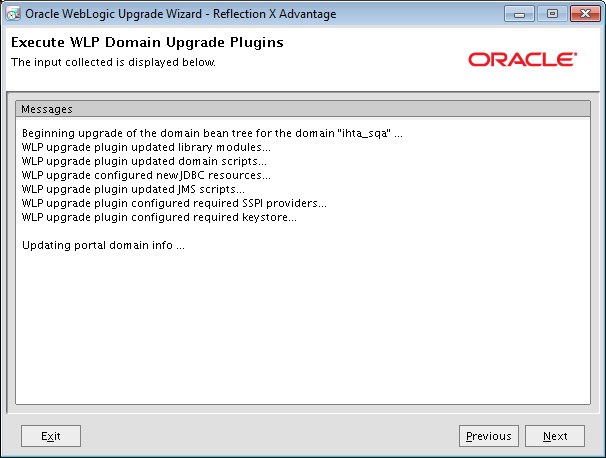 Oracle WebLogic Upgrade Wizard - Reflection X Advantage
Execute WLP Domain Upgrade Plugins
The input collected is displayed below.
ORACLE
Messages
Beginning upgrade of the domain bean tree for the domain "ihta_sqa" ...
WLP upgrade plugin updated library modules...
WLP upgrade plugin updated domain scripts...
WLP upgrade configured new JDBC resources...
WLP upgrade plugin updated JMS scripts...
WLP upgrade plugin configured required SSPI providers...
WLP upgrade plugin configured required keystore...
Updating portal domain info ...
Exit
Previous
Next